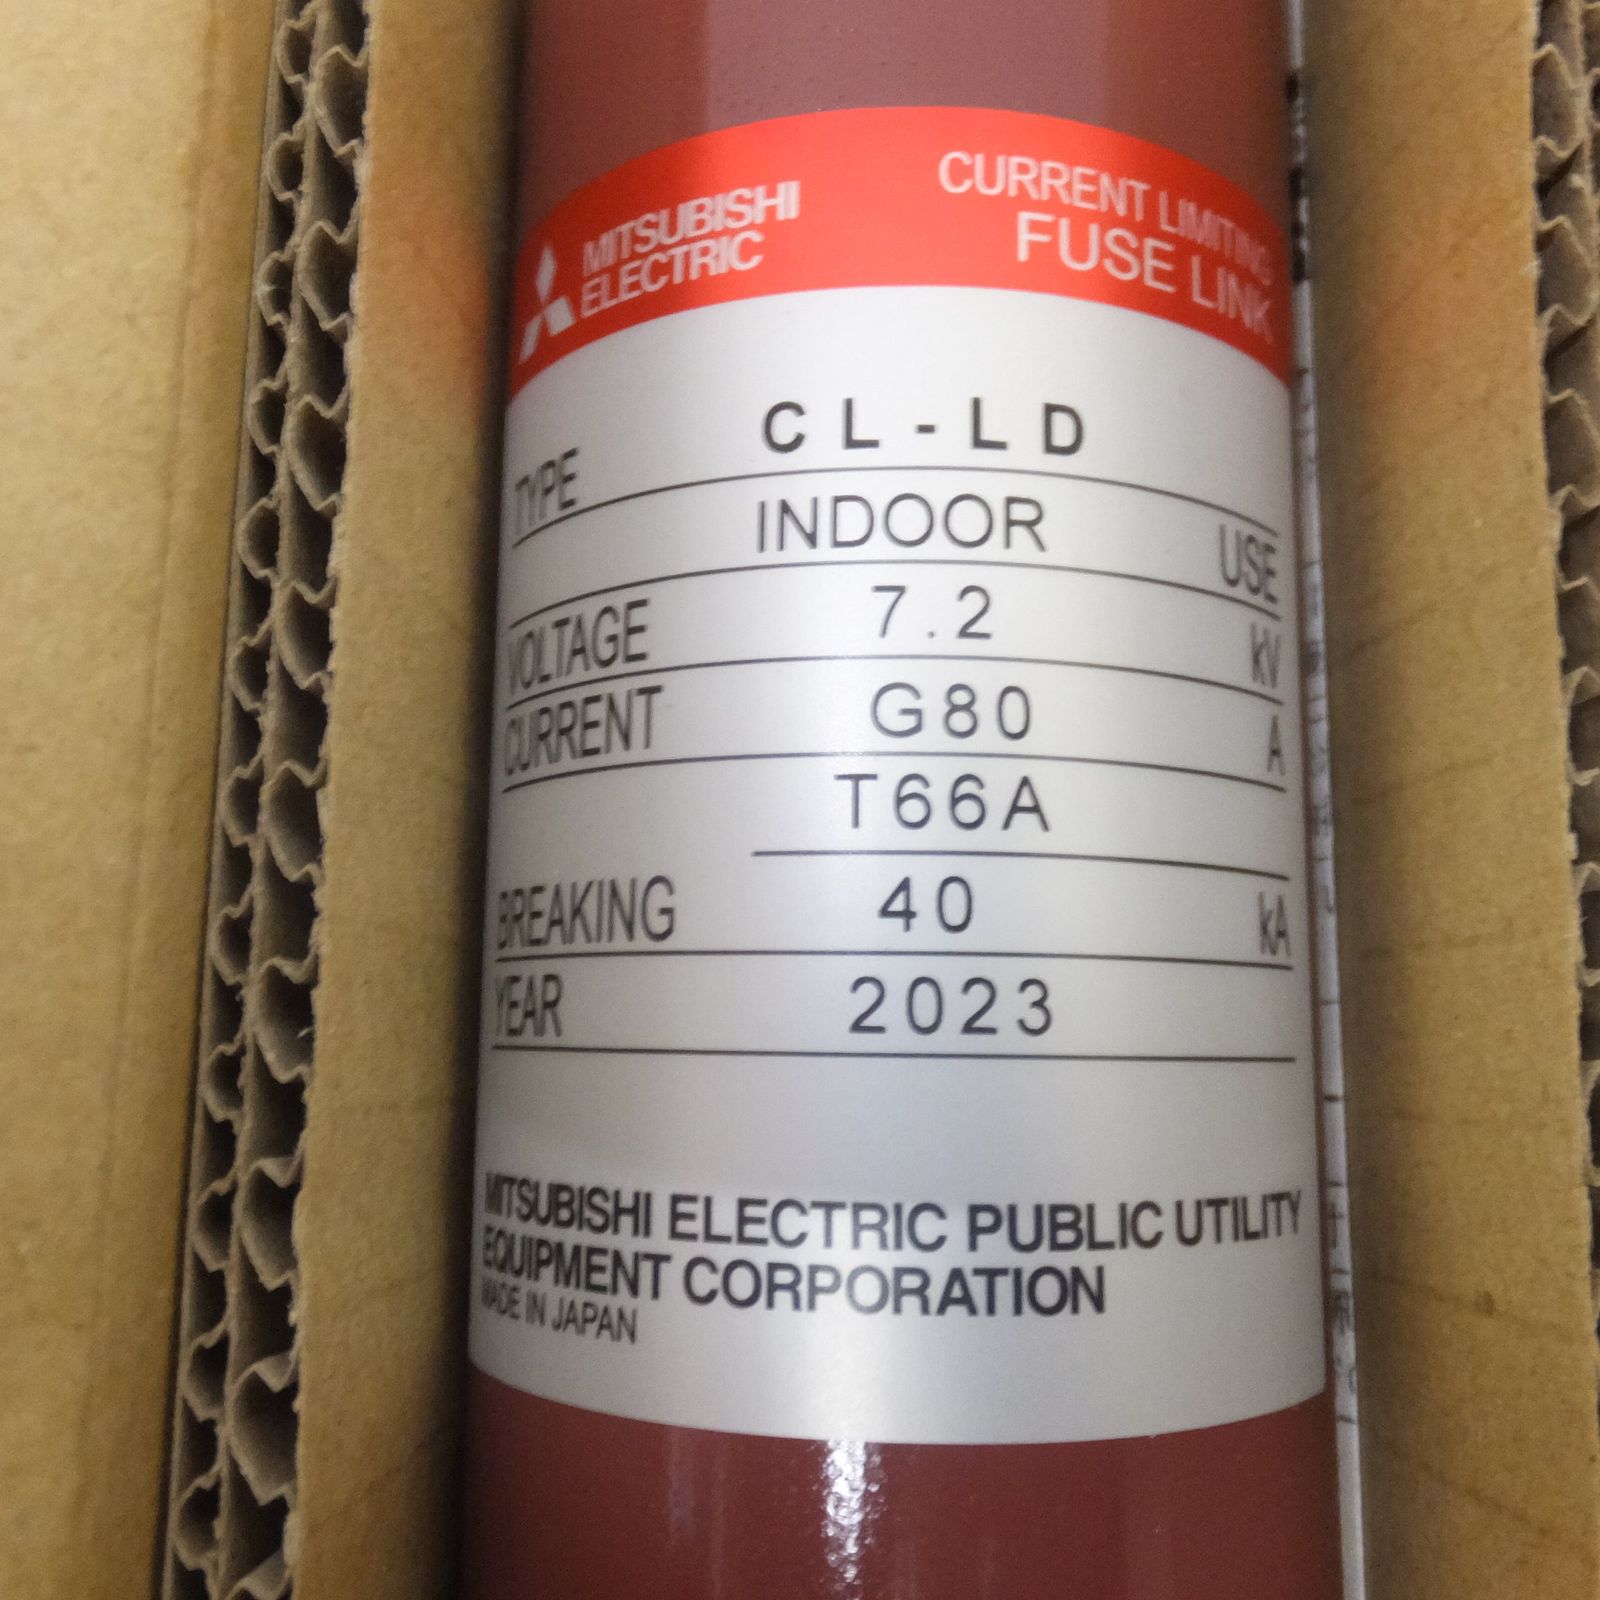 MITSUBISHI
ELECTRIC
CURRENT LIMITING
FUSE LINK
TYPE CL-LD
INDOOR USE
VOLTAGE 7.2 kV
CURRENT G80 A
T66A
BREAKING 40 kA
YEAR 2023
MITSUBISHI ELECTRIC PUBLIC UTILITY
EQUIPMENT CORPORATION
MADE IN JAPAN